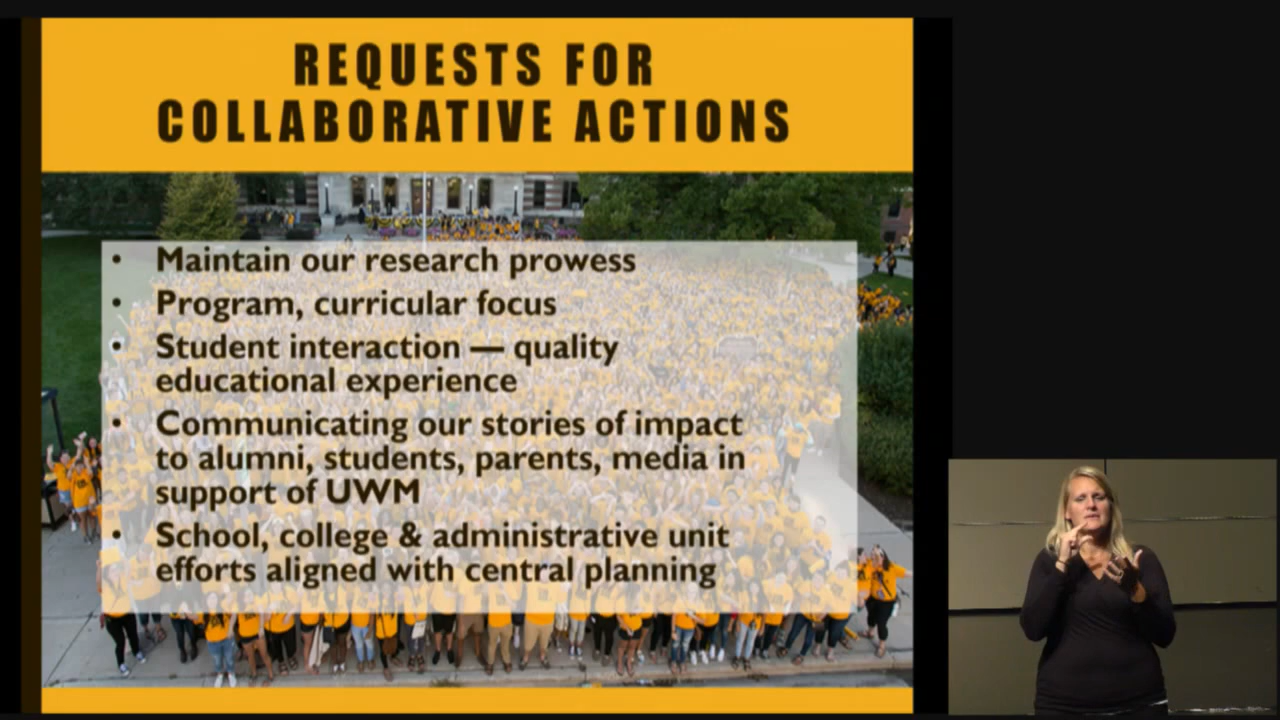 REQUESTS FOR
COLLABORATIVE ACTIONS
• Maintain our research prowess
• Program, curricular focus
• Student interaction — quality
educational experience
• Communicating our stories of impact
to alumni, students, parents, media in
support of UWM
• School, college & administrative unit
efforts aligned with central planning